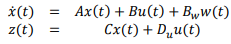 ẋ(t) = Ax(t) + Bu(t) + B_w w(t)
z(t) = Cx(t) + D_u u(t)